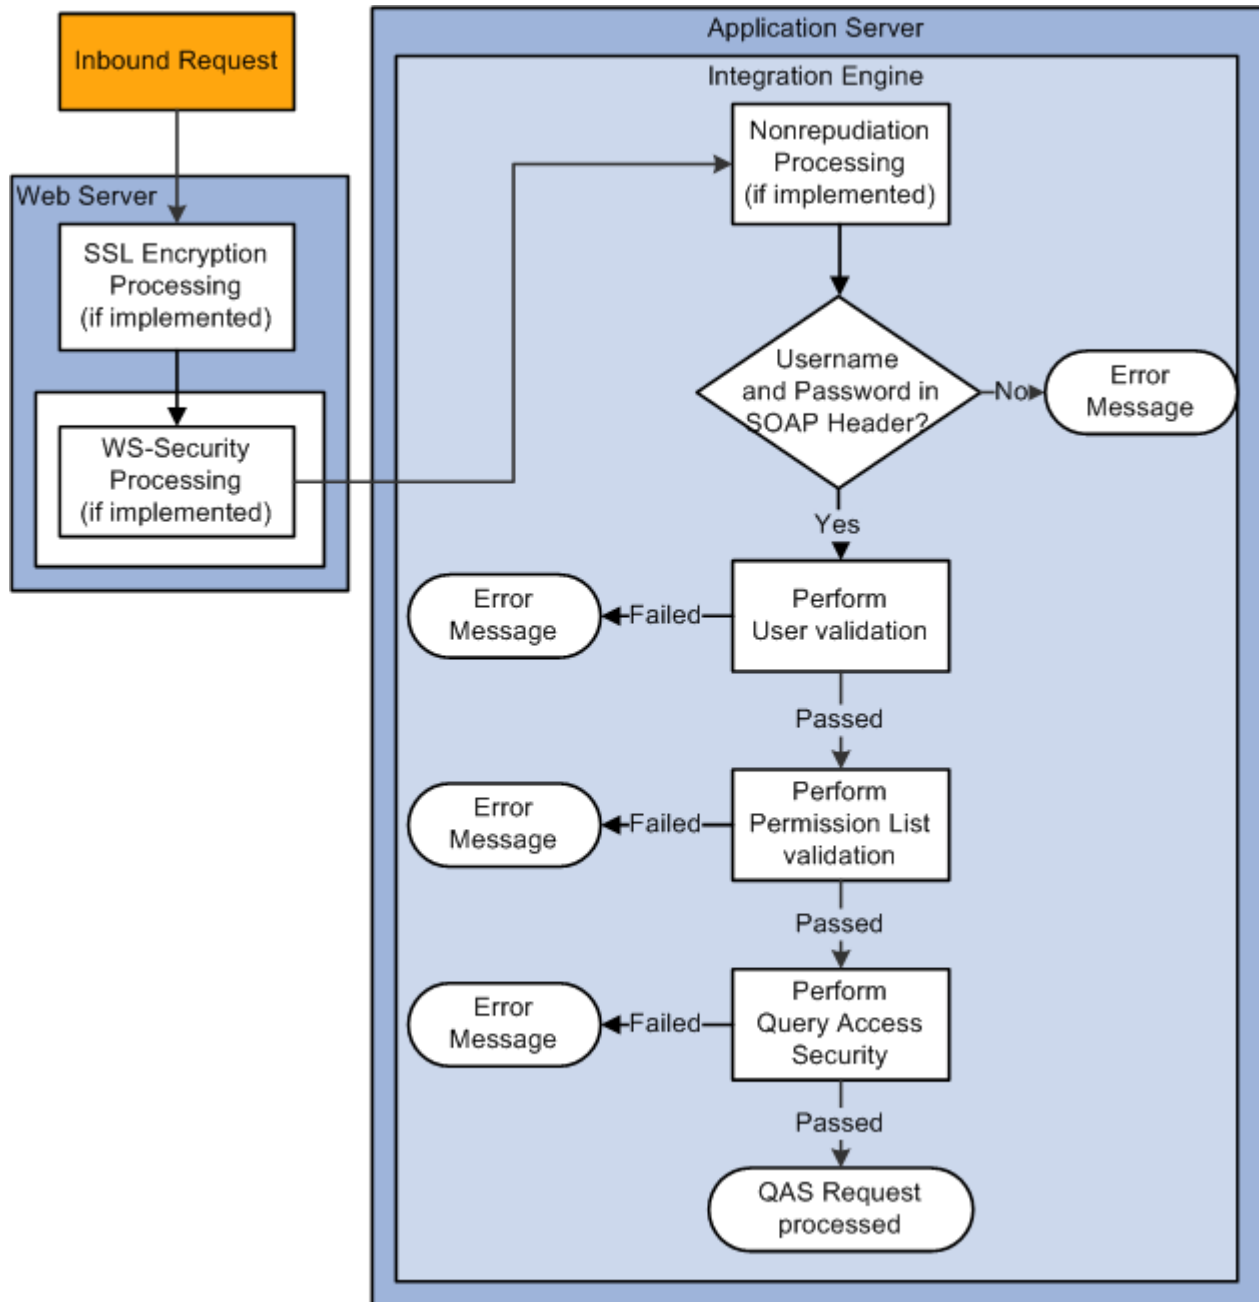 Inbound Request
Web Server
SSL Encryption
Processing
(if implemented)
WS-Security
Processing
(if implemented)
Application Server
Integration Engine
Nonrepudiation
Processing
(if implemented)
Username
and Password in
SOAP Header?
No
Error
Message
Yes
Perform
User validation
Failed
Error
Message
Passed
Perform
Permission List
validation
Failed
Error
Message
Passed
Perform
Query Access
Security
Failed
Error
Message
Passed
QAS Request
processed